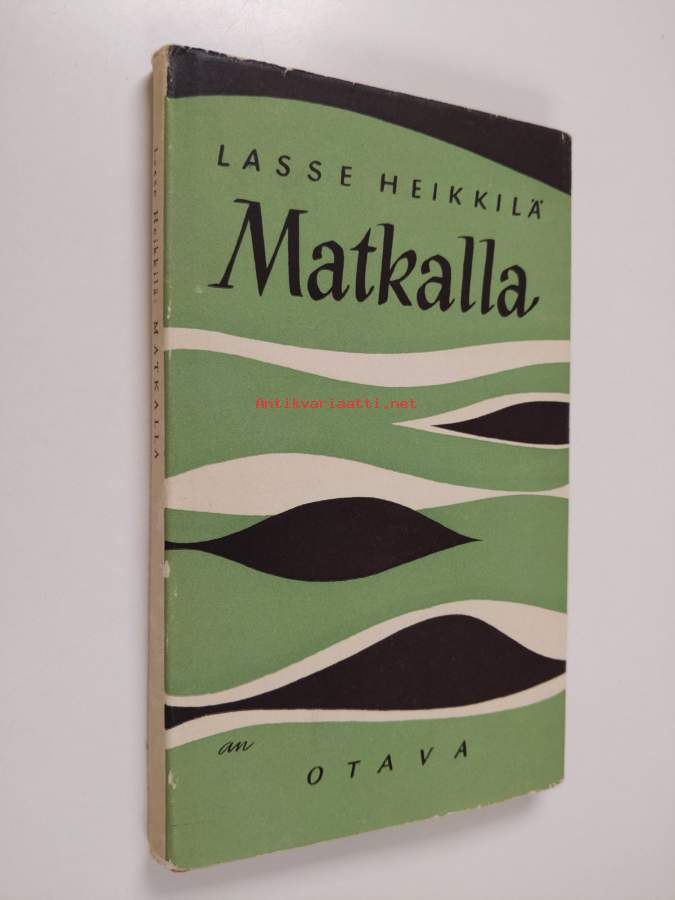 LASSE HEIKKILÄ
Matkalla
Antikvariaatti.net
an
OTAVA
Lasse Heikkilä: MATKALLA